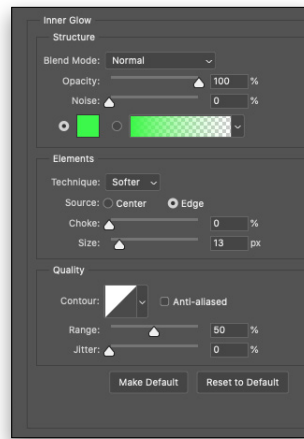 Inner Glow
Structure
Blend Mode: Normal
Opacity: 100 %
Noise: 0 %
Elements
Technique: Softer
Source: Center Edge
Choke: 0 %
Size: 13 px
Quality
Contour: Anti-aliased
Range: 50 %
Jitter: 0 %
Make Default Reset to Default